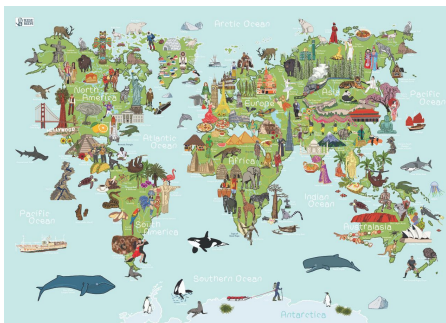 Arctic Ocean
North
America
Europe
Asia
Pacific
Ocean
HOLLYWOOD
Atlantic
Ocean
Africa
Indian
Ocean
Pacific
Ocean
South
America
Australasia
Southern Ocean
Antarctica